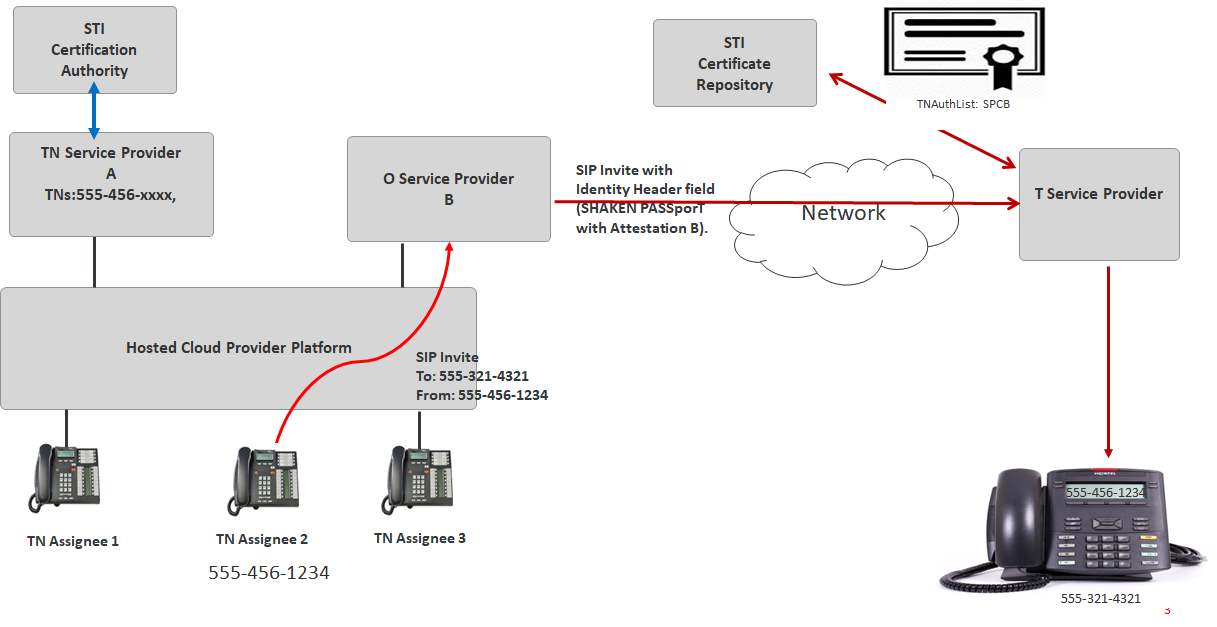 STI
Certification
Authority
STI
Certificate
Repository
TNAuthList: SPCB
TN Service Provider
A
TNs:555-456-xxxx,
O Service Provider
B
SIP Invite with
Identity Header field
(SHAKEN PASSporT
with Attestation B).
Network
T Service Provider
Hosted Cloud Provider Platform
SIP Invite
To: 555-321-4321
From: 555-456-1234
TN Assignee 1
TN Assignee 2
555-456-1234
TN Assignee 3
NORTEL
555-456-1234
555-321-4321
3